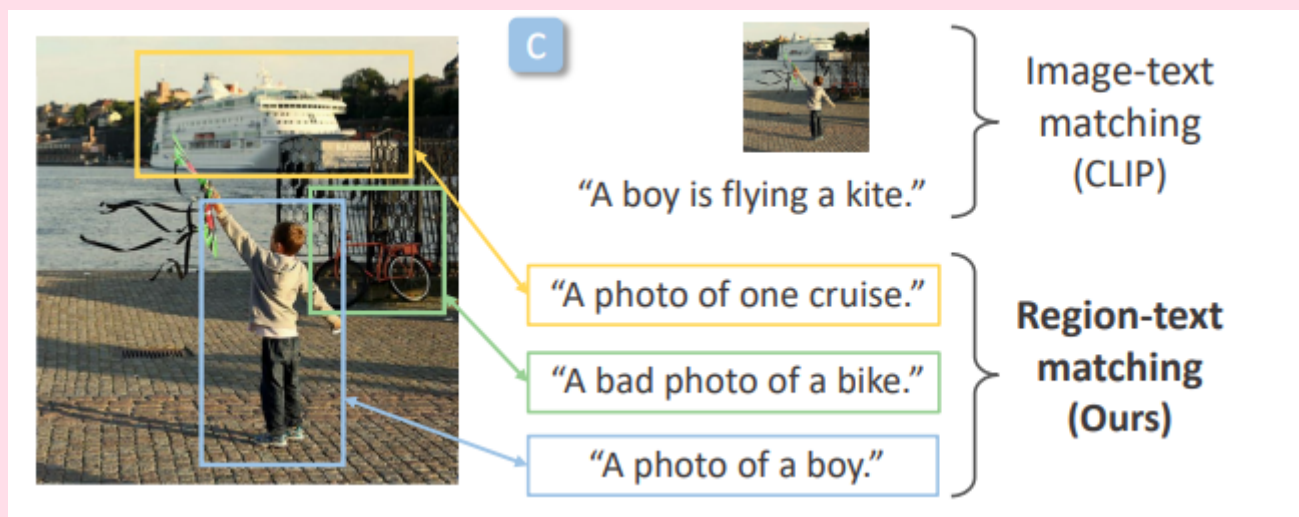 C
“A boy is flying a kite.”
Image-text
matching
(CLIP)
“A photo of one cruise.”
“A bad photo of a bike.”
“A photo of a boy.”
Region-text
matching
(Ours)